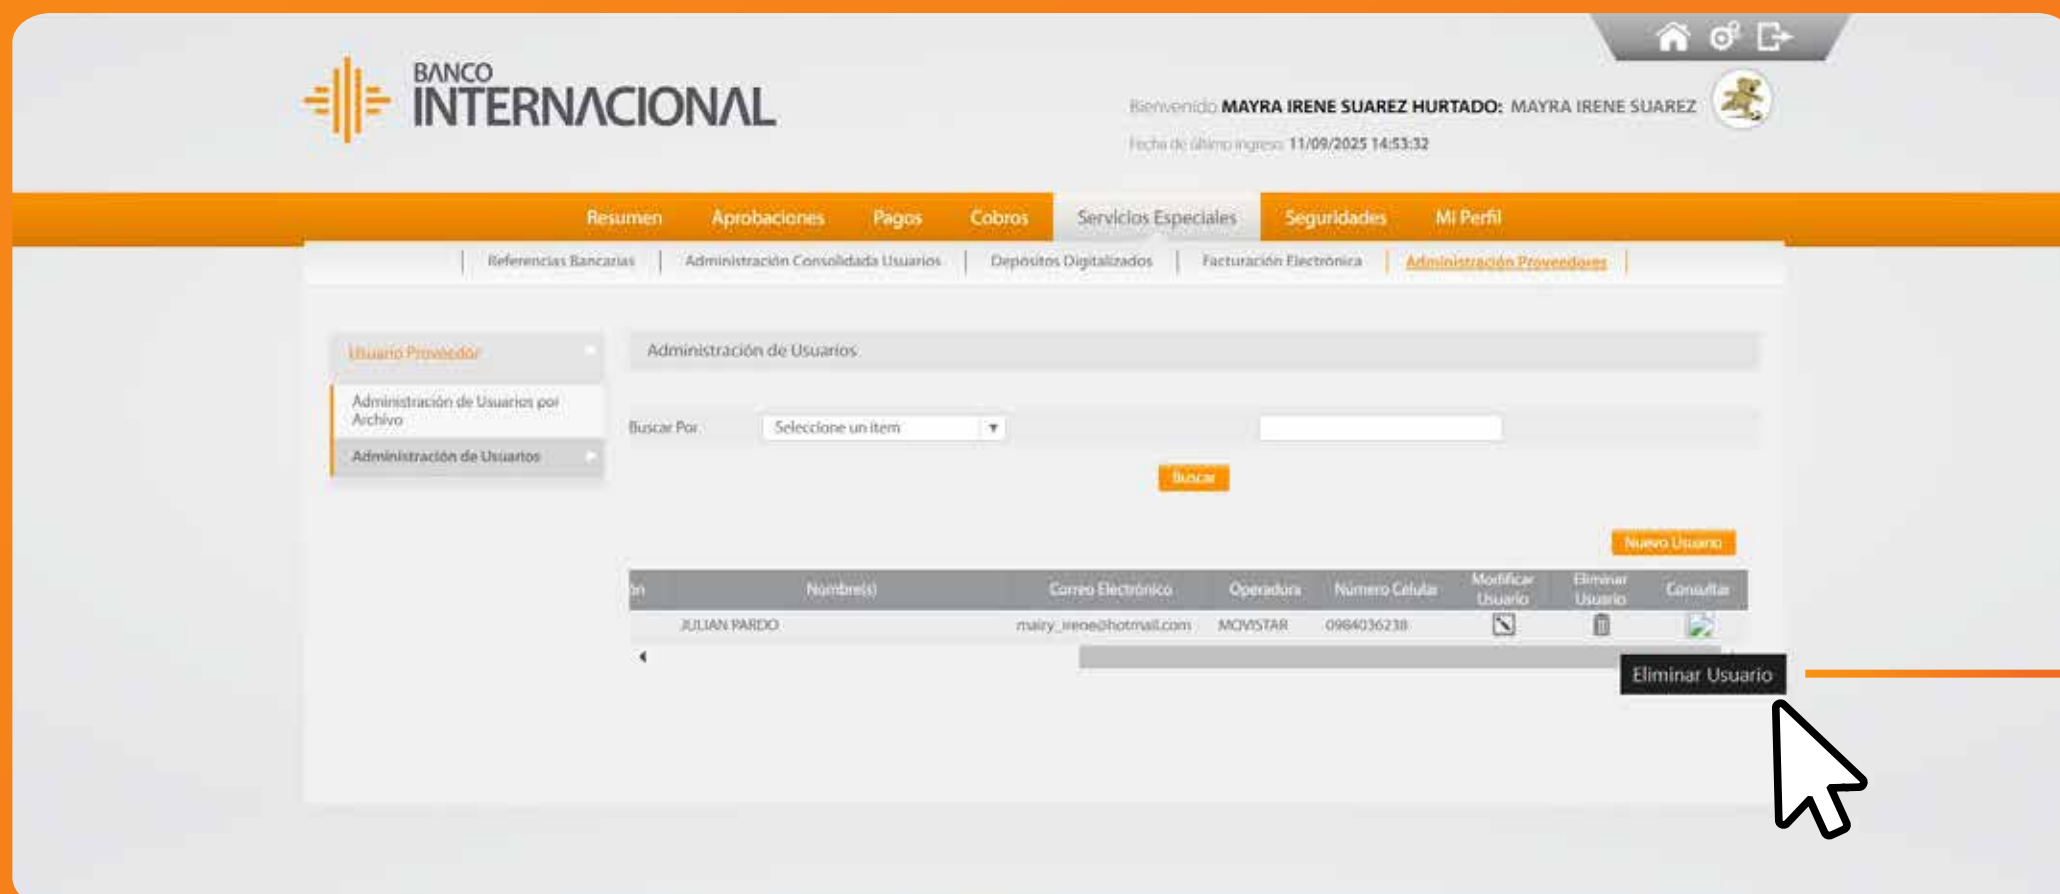 BANCO
INTERNACIONAL
Bienvenido MAYRA IRENE SUAREZ HURTADO: MAYRA IRENE SUAREZ
Fecha de último ingreso: 11/09/2025 14:53:32
Resumen Aprobaciones Pagos Cobros Servicios Especiales Seguridades Mi Perfil
Referencias Bancarias Administración Consolidada Usuarios Depósitos Digitalizados Facturación Electrónica Administración Proveedores
Usuario Proveedor
Administración de Usuarios por
Archivo
Administración de Usuarios
Administración de Usuarios
Buscar Por Seleccione un item
Buscar
Nuevo Usuario
ón Nombre(s) Correo Electrónico Operadora Número Celular Modificar Usuario Eliminar Usuario Consultar
JULIAN PARDO mairy_irene@hotmail.com MOVISTAR 0984036238
Eliminar Usuario